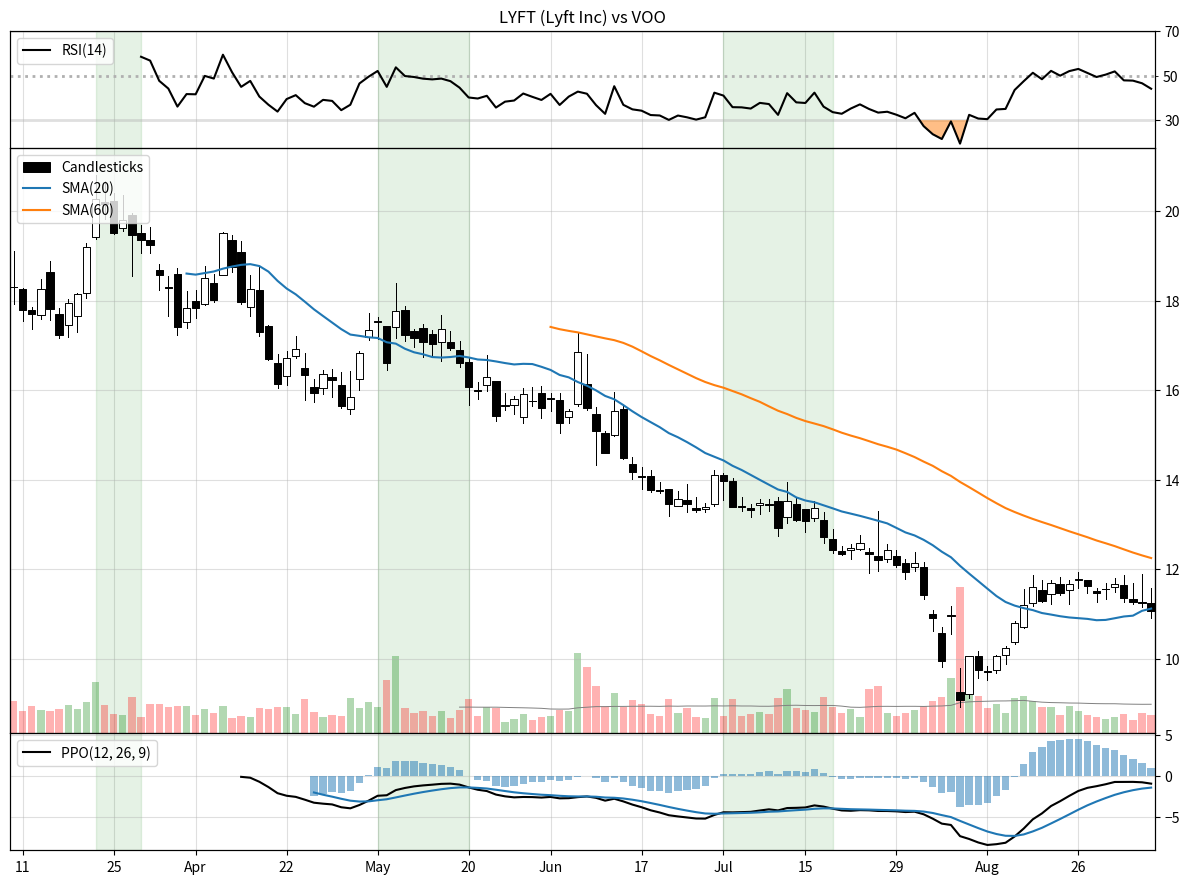 LYFT (Lyft Inc) vs VOO
RSI(14)
70
50
30
Candlesticks
SMA(20)
SMA(60)
20
18
16
14
12
10
PPO(12, 26, 9)
5
0
−5
11 25 Apr 22 May 20 Jun 17 Jul 15 29 Aug 26